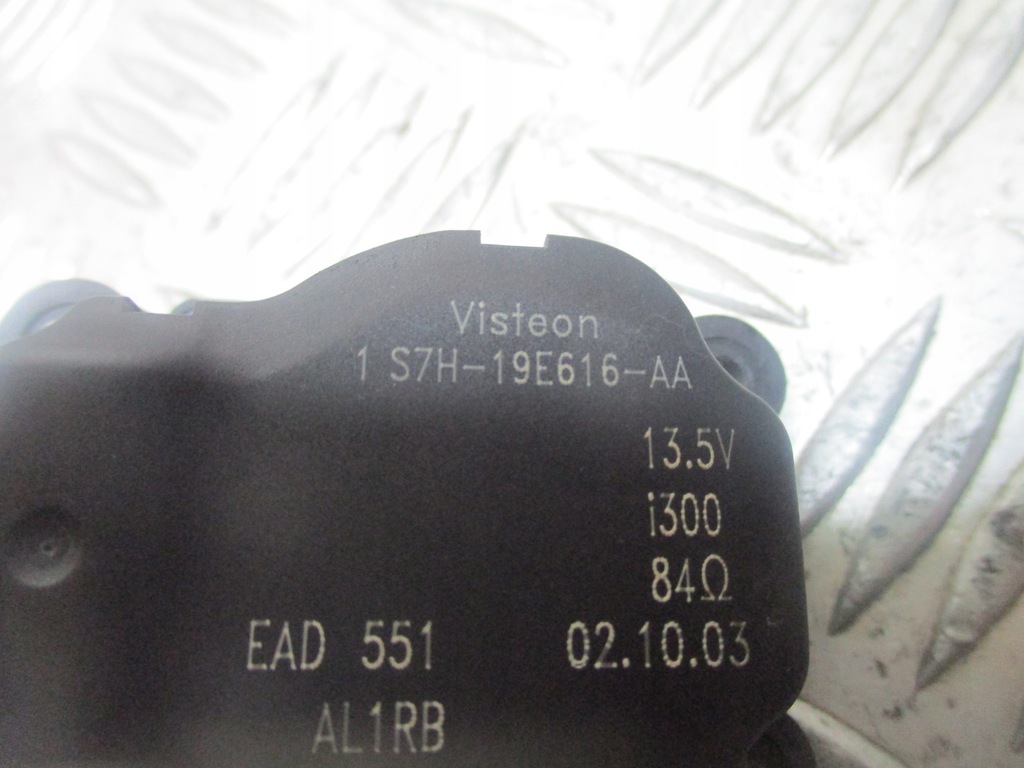 Visteon
1 S7H-19E616-AA
13.5V
i300
84Ω
EAD 551 02.10.03
AL1RB